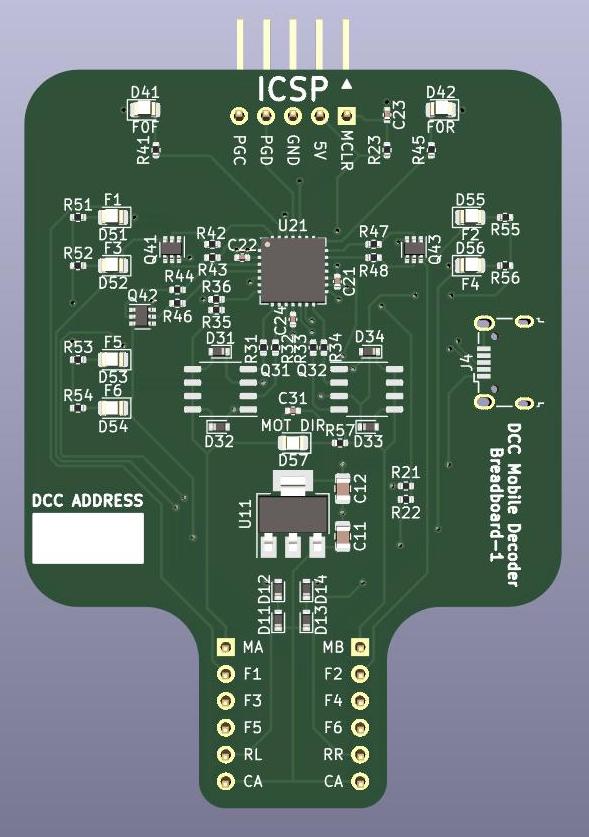 D41
D42
ICSP
FOF
FOR
C23
R41
R23
R45
PGC
PGD
GND
5V
MCLR
R51
F1
D51
R52
F3
D52
Q41
R42
R43
C22
U21
R47
R48
Q43
D55
F2
R55
D56
F4
R56
R44
R46
Q42
R36
R35
C21
C24
D31
R31
R32
R33
R34
D34
Q31
Q32
J4
R53
F5
D53
F6
R54
D54
C31
MOT DIR
R57
D32
D33
D57
DCC Mobile Decoder
Breadboard-1
DCC ADDRESS
U11
C12
C11
R21
R22
D12
D14
D11
D13
MA
MB
F1
F2
F3
F4
F5
F6
RL
RR
CA
CA